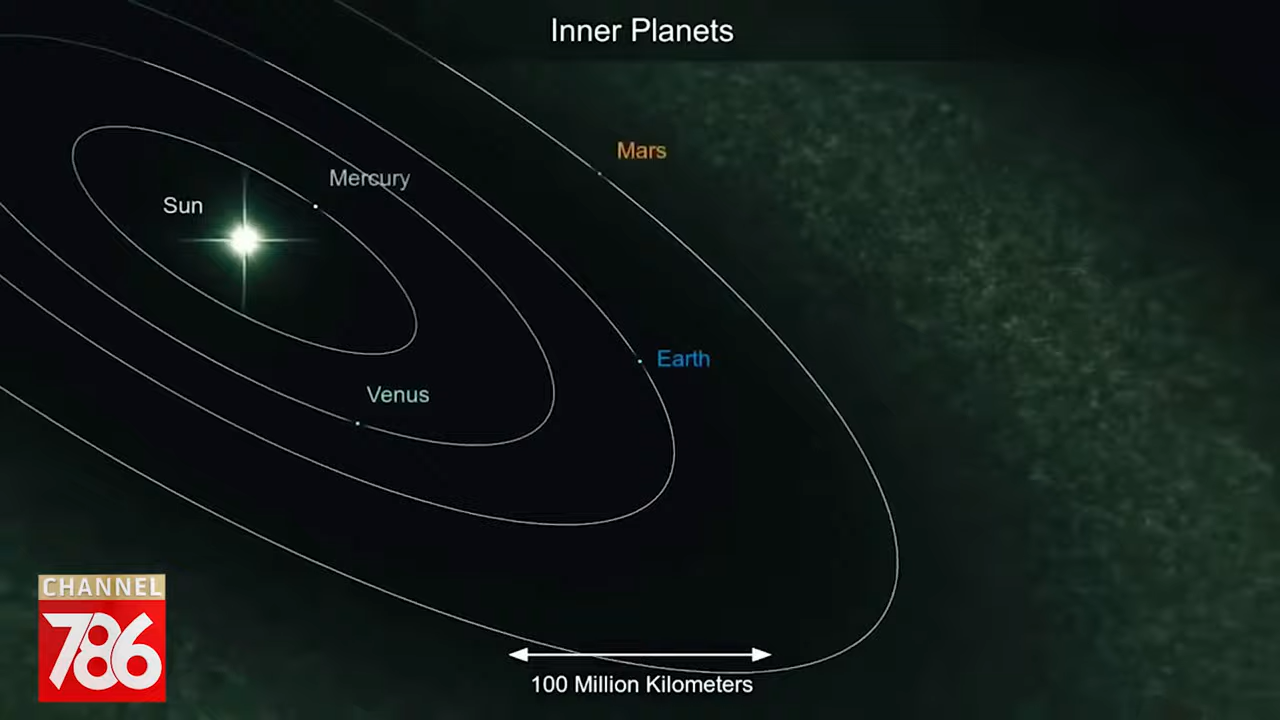 Inner Planets
Mars
Mercury
Sun
Earth
Venus
CHANNEL
786
100 Million Kilometers